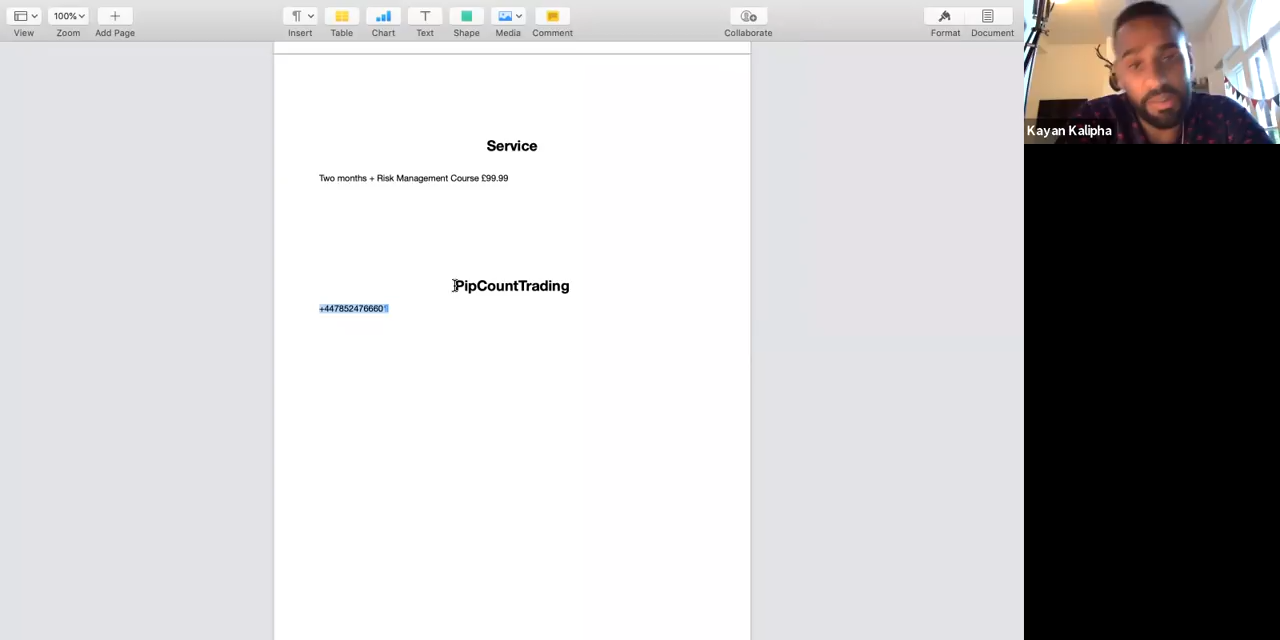 View
100%
Zoom
Add Page
Insert
Table
Chart
Text
Shape
Media
Comment
Collaborate
Format
Document
Kayan Kalipha
Service
Two months + Risk Management Course £99.99
PipCountTrading
+447852476660